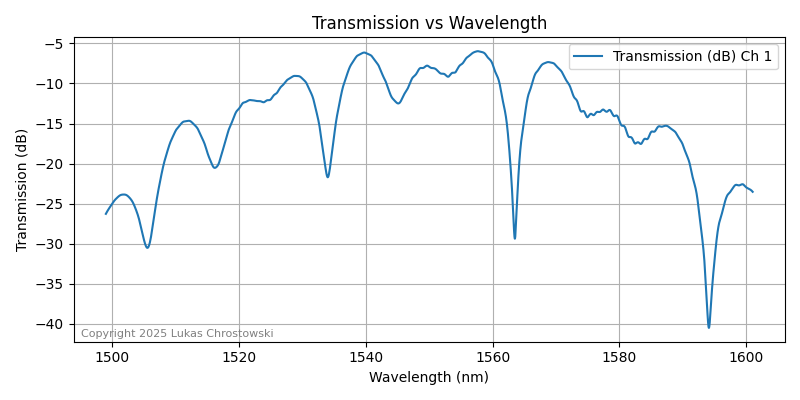 Transmission vs Wavelength
Transmission (dB) Ch 1
Transmission (dB)
−5
−10
−15
−20
−25
−30
−35
−40
Copyright 2025 Lukas Chrostowski
1500 1520 1540 1560 1580 1600
Wavelength (nm)